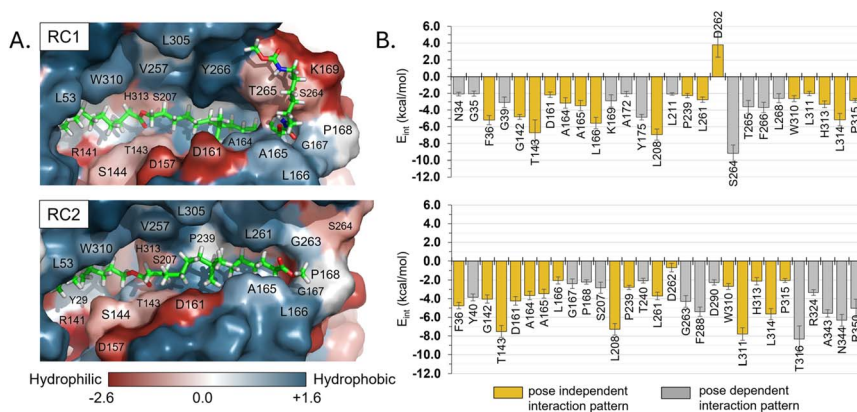 A.
RC1
L305
V257
Y266
K169
W310
T265
S264
L53
H313
S207
P168
R141
T143
A164
G167
S144
D157
D161
A165
L166
RC2
L305
S264
V257
P239
L261
G263
W310
H313
L53
S207
P168
Y29
A165
G167
T143
R141
S144
D161
L166
D157
Hydrophilic
Hydrophobic
-2.6
0.0
+1.6
B.
Eint (kcal/mol)
6.0
4.0
2.0
0.0
-2.0
-4.0
-6.0
-8.0
-10.0
-12.0
N34 G35 F36 G39 G142 T143 D161 A164 A165 L166 K169 A172 Y175 L208 L211 P239 L261 D262 S264 T265 F266 L268 W310 L311 H313 L314 P315
Eint (kcal/mol)
6.0
4.0
2.0
0.0
-2.0
-4.0
-6.0
-8.0
-10.0
-12.0
F36 Y40 G142 T143 D161 A164 A165 L166 G167 P168 S207 L208 P239 T240 L261 D262 G263 F288 D290 W310 L311 H313 L314 P315 T316 R324 A343 N344
pose independent
interaction pattern
pose dependent
interaction pattern